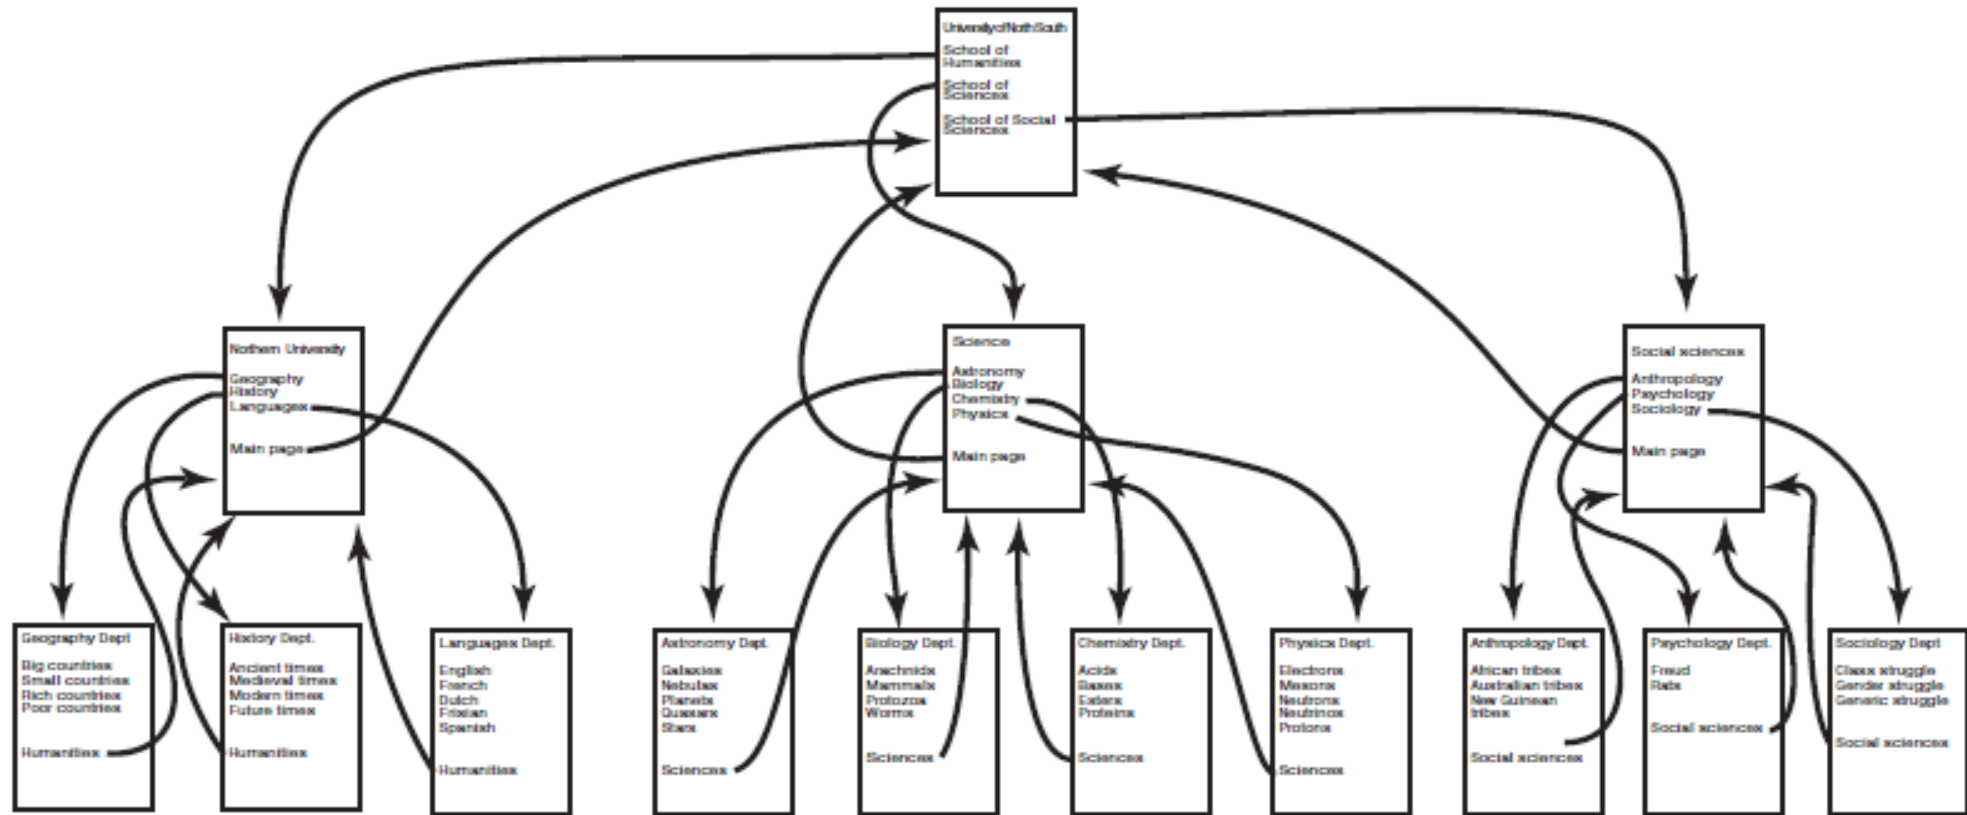 University of North South
School of
Humanities
School of
Sciences
School of Social
Sciences
Northern University
Geography
History
Languages
Main page
Science
Astronomy
Biology
Chemistry
Physics
Main page
Social sciences
Anthropology
Psychology
Sociology
Main page
Geography Dept
Big countries
Small countries
Rich countries
Poor countries
Humanities
History Dept.
Ancient times
Medieval times
Modern times
Future times
Humanities
Languages Dept.
English
French
Dutch
Frisian
Spanish
Humanities
Astronomy Dept.
Galaxies
Nebulas
Planets
Quasars
Stars
Sciences
Biology Dept.
Arachnids
Mammals
Protozoa
Worms
Sciences
Chemistry Dept.
Acids
Bases
Esters
Proteins
Sciences
Physics Dept.
Electrons
Mesons
Neutrons
Neutrinos
Protons
Sciences
Anthropology Dept.
African tribes
Australian tribes
New Guinean
tribes
Social sciences
Psychology Dept.
Freud
Rats
Social sciences
Sociology Dept
Class struggle
Gender struggle
Generic struggle
Social sciences